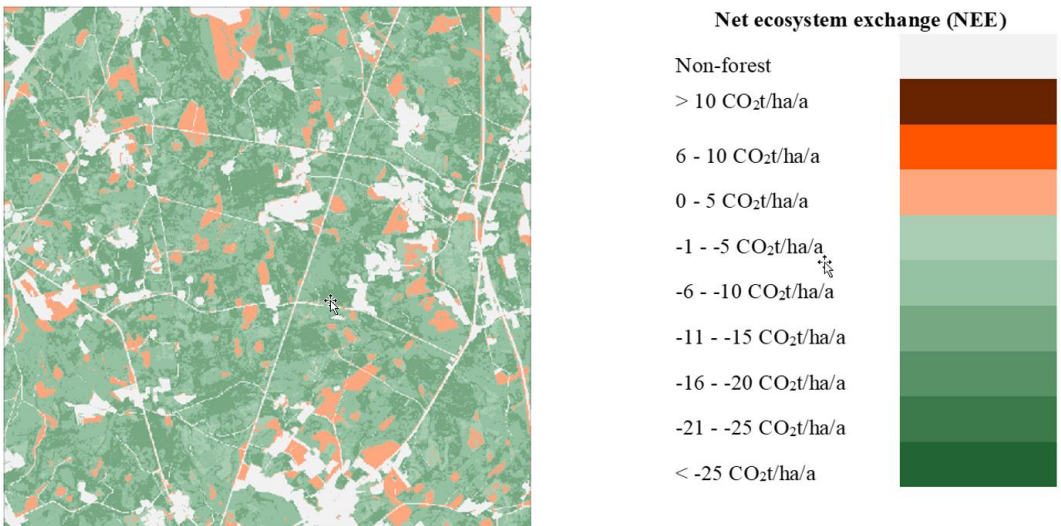 Net ecosystem exchange (NEE)
Non-forest
> 10 CO₂t/ha/a
6 - 10 CO₂t/ha/a
0 - 5 CO₂t/ha/a
-1 - -5 CO₂t/ha/a
-6 - -10 CO₂t/ha/a
-11 - -15 CO₂t/ha/a
-16 - -20 CO₂t/ha/a
-21 - -25 CO₂t/ha/a
< -25 CO₂t/ha/a